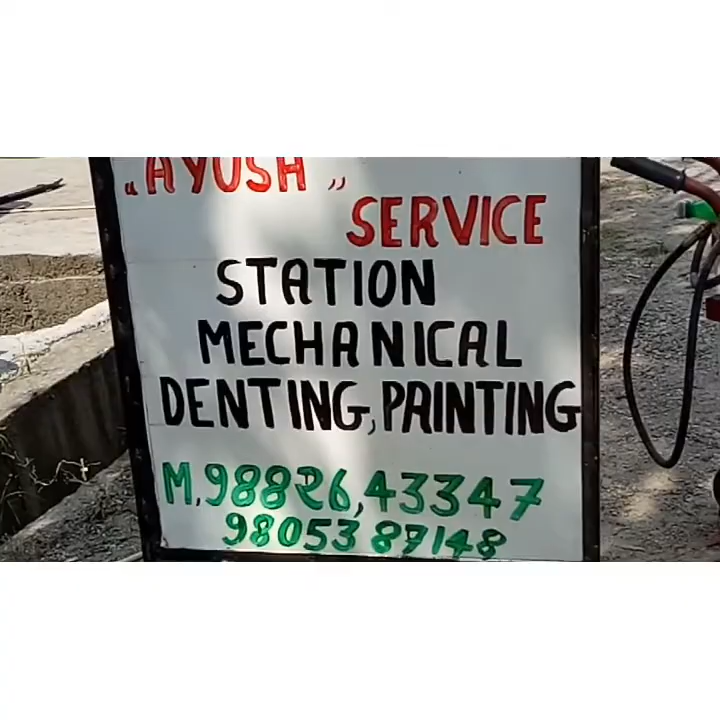 „AYUSH„
SERVICE
STATION
MECHANICAL
DENTING,PAINTING
M,98826,43347
98053 87148